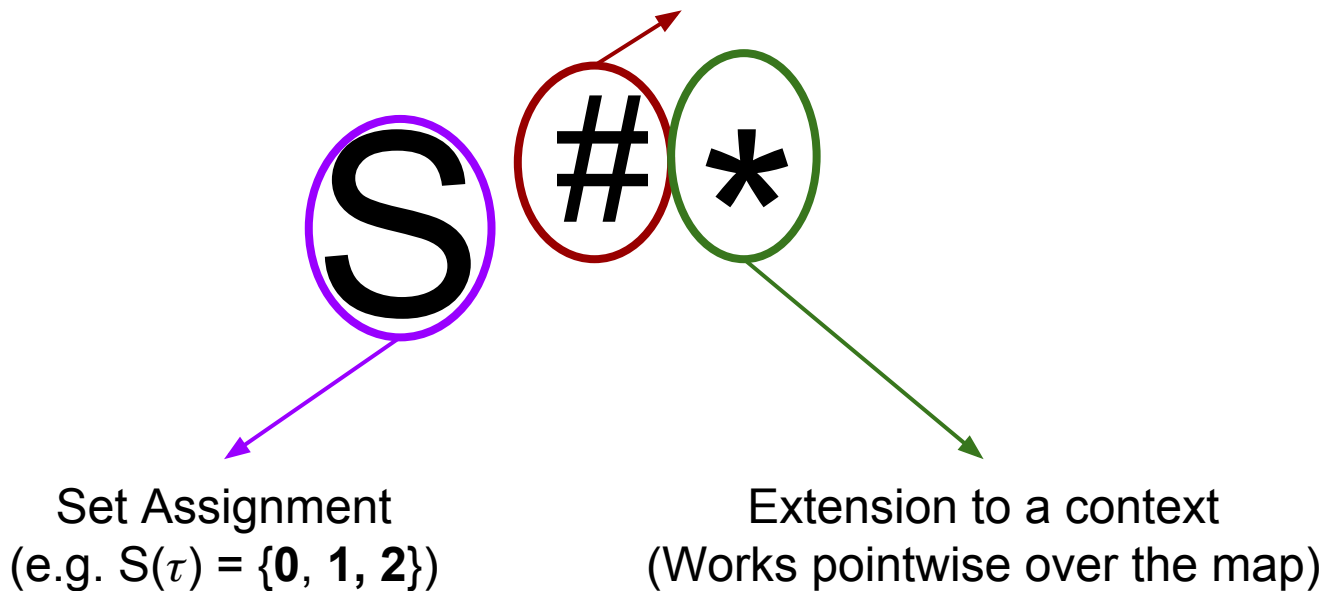 S#*
Set Assignment
(e.g. S(τ) = {0, 1, 2})
Extension to a context
(Works pointwise over the map)